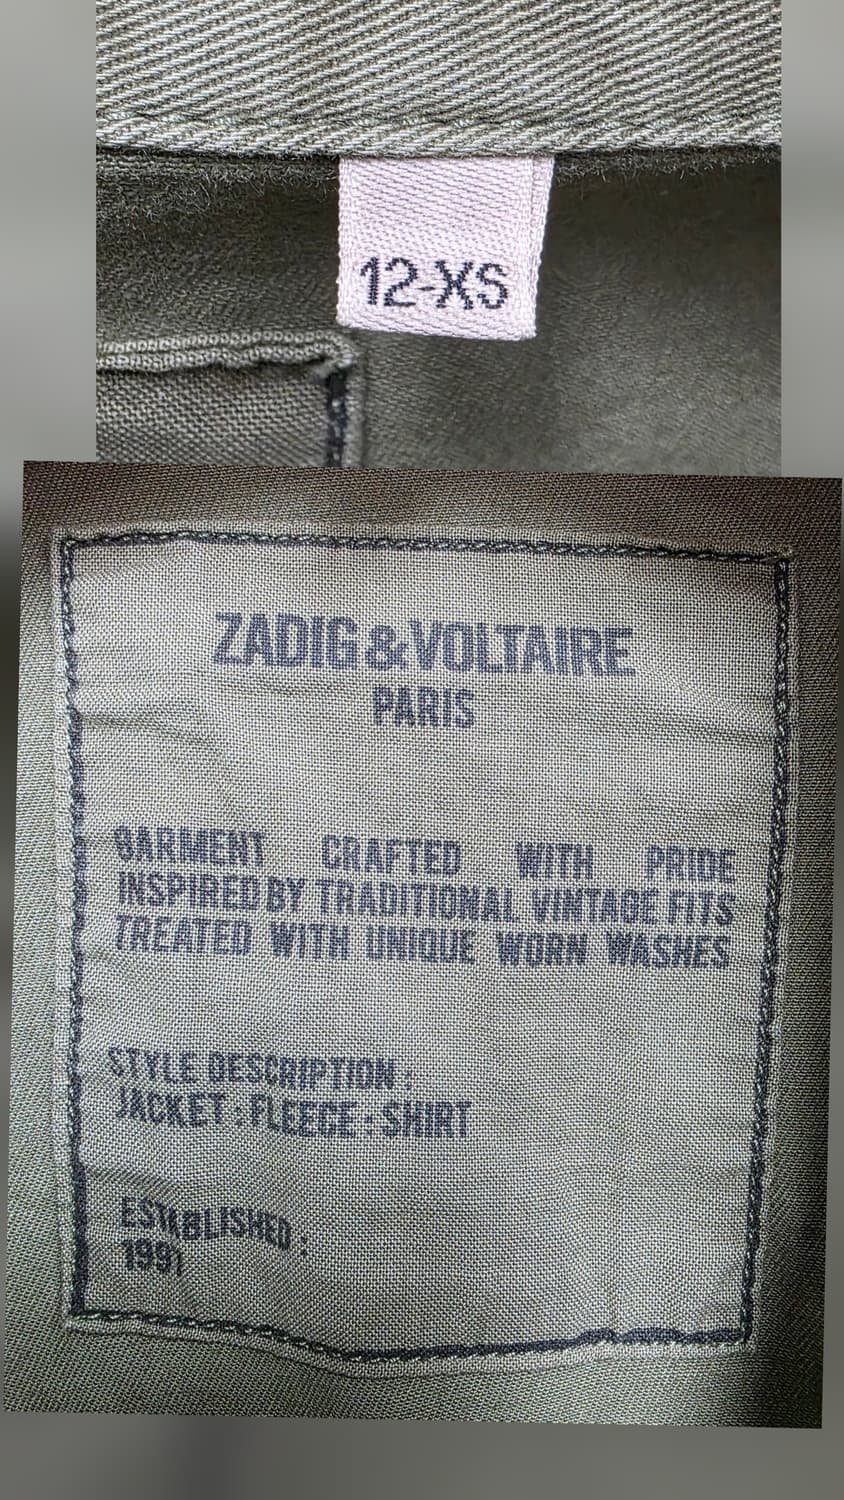 12-XS
ZADIG&VOLTAIRE
PARIS
GARMENT CRAFTED WITH PRIDE
INSPIRED BY TRADITIONAL VINTAGE FITS
TREATED WITH UNIQUE WORN WASHES
STYLE DESCRIPTION :
JACKET : FLEECE : SHIRT
ESTABLISHED :
1991